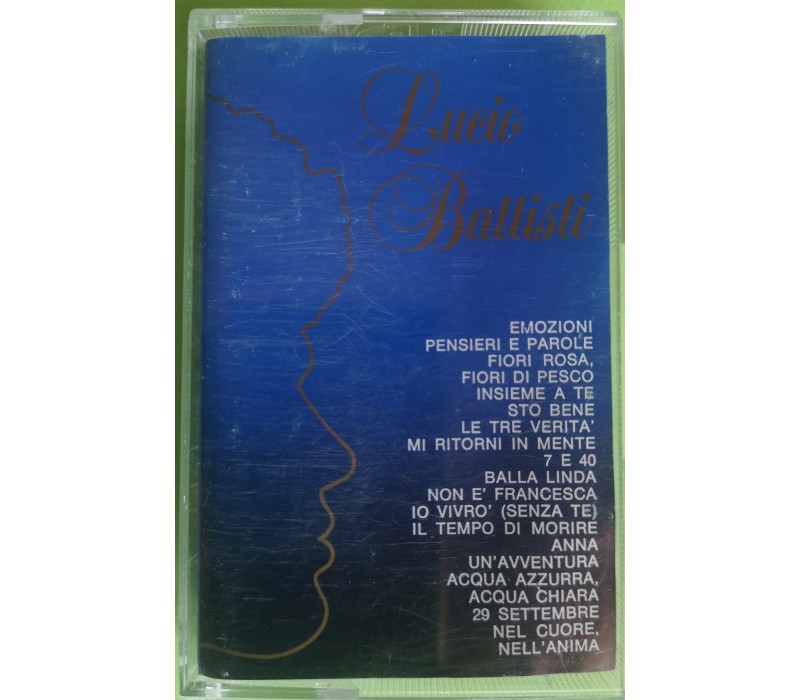 Lucio
Battisti
EMOZIONI
PENSIERI E PAROLE
FIORI ROSA,
FIORI DI PESCO
INSIEME A TE
STO BENE
LE TRE VERITA'
MI RITORNI IN MENTE
7 E 40
BALLA LINDA
NON E' FRANCESCA
IO VIVRO' (SENZA TE)
IL TEMPO DI MORIRE
ANNA
UN'AVVENTURA
ACQUA AZZURRA,
ACQUA CHIARA
29 SETTEMBRE
NEL CUORE,
NELL'ANIMA